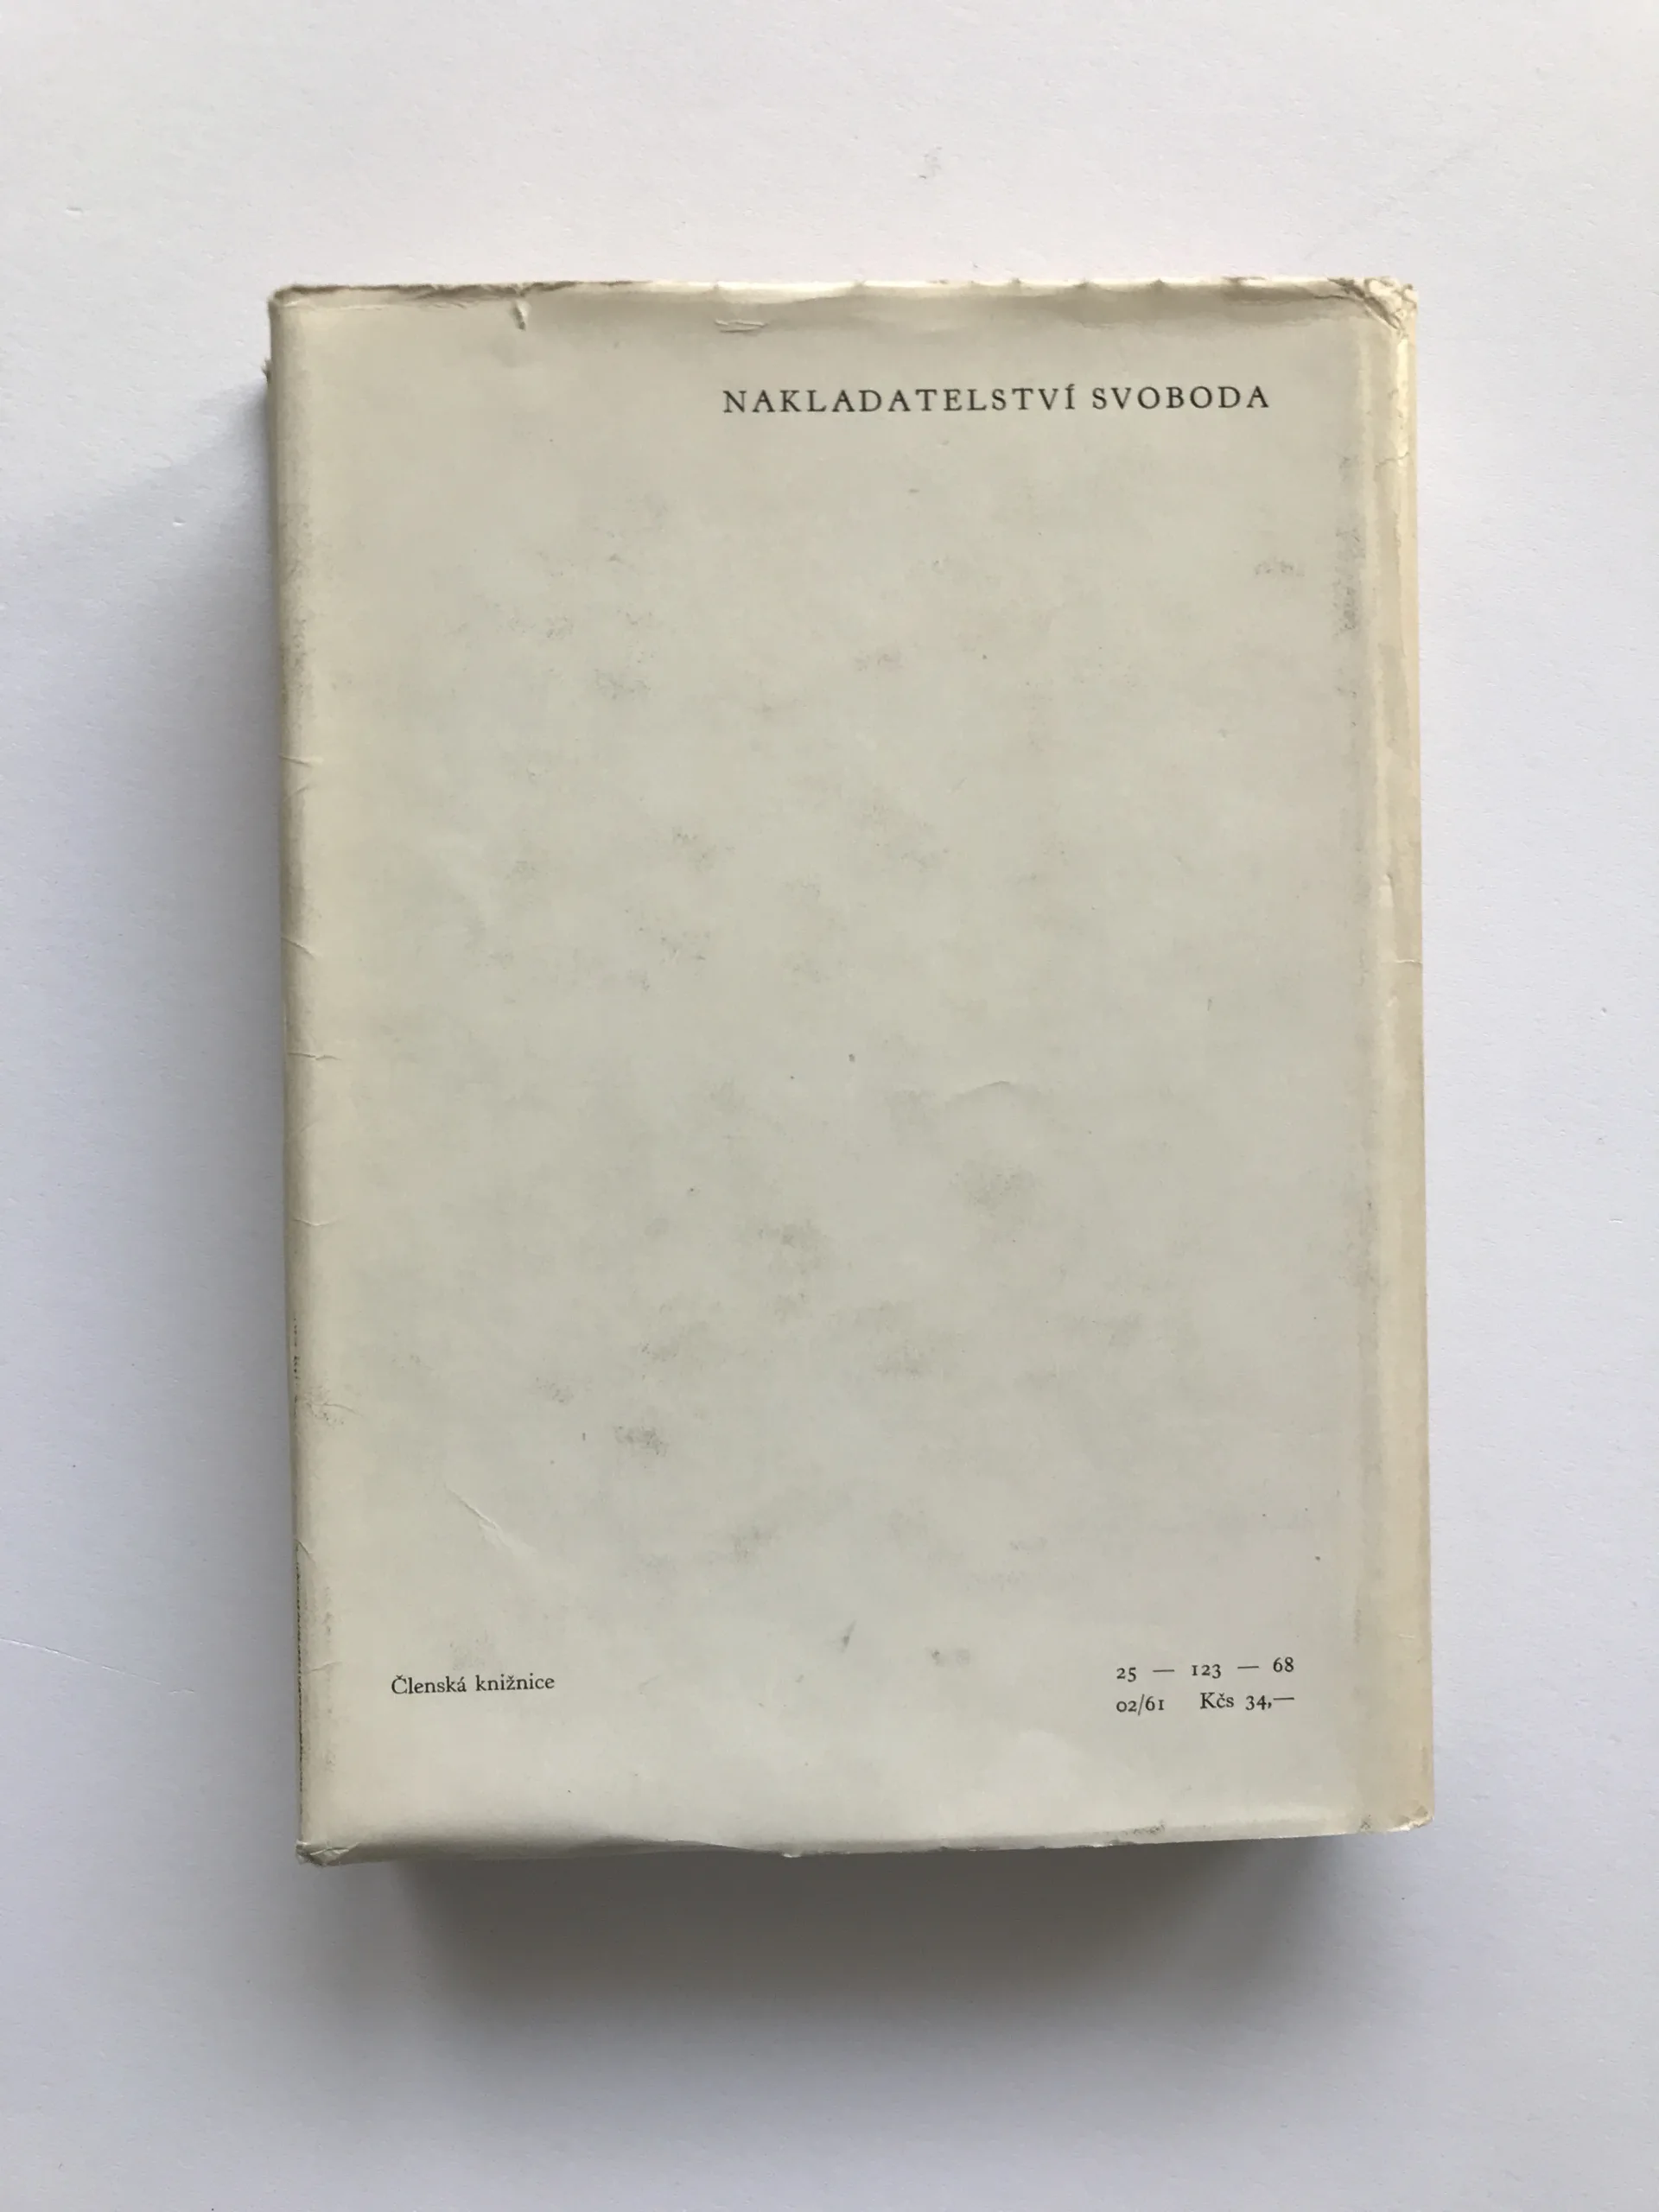 NAKLADATELSTVÍ SVOBODA
Členská knižnice
25 — 123 — 68
02/61 Kčs 34,—